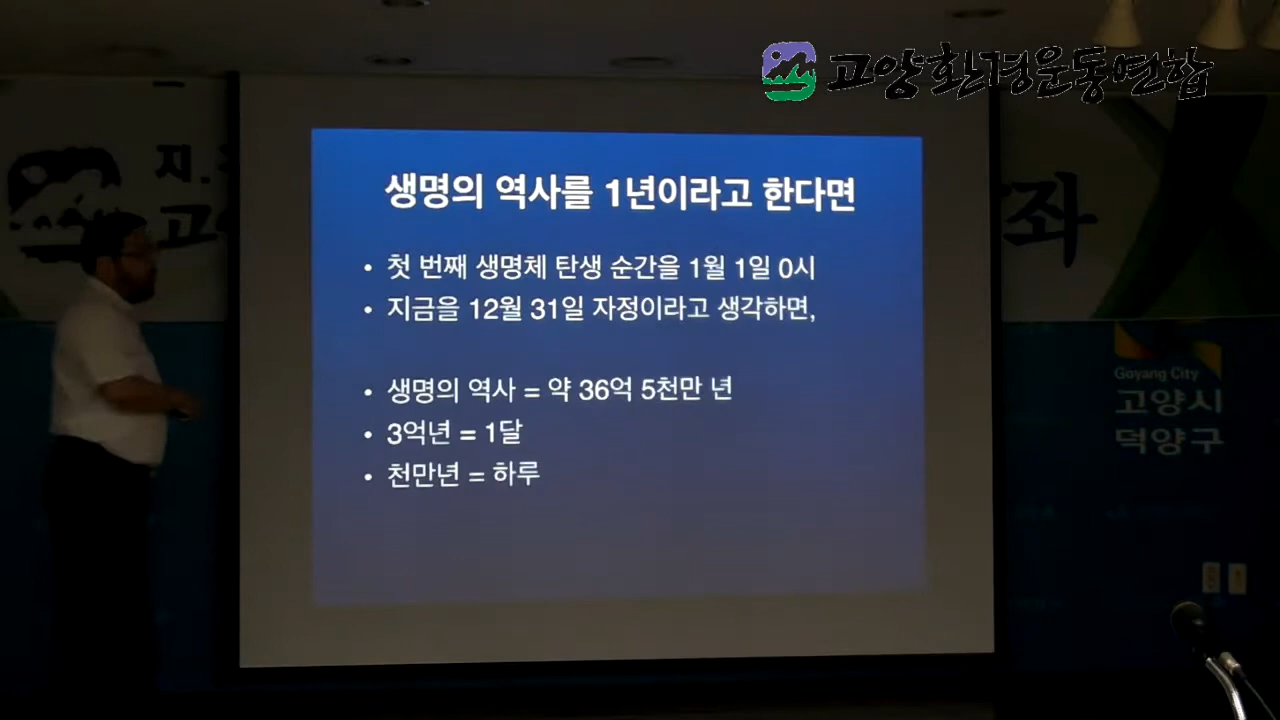 고양환경운동연합
생명의 역사를 1년이라고 한다면
• 첫 번째 생명체 탄생 순간을 1월 1일 0시
• 지금을 12월 31일 자정이라고 생각하면,
• 생명의 역사 = 약 36억 5천만 년
• 3억년 = 1달
• 천만년 = 하루
Goyang City
고양시
덕양구